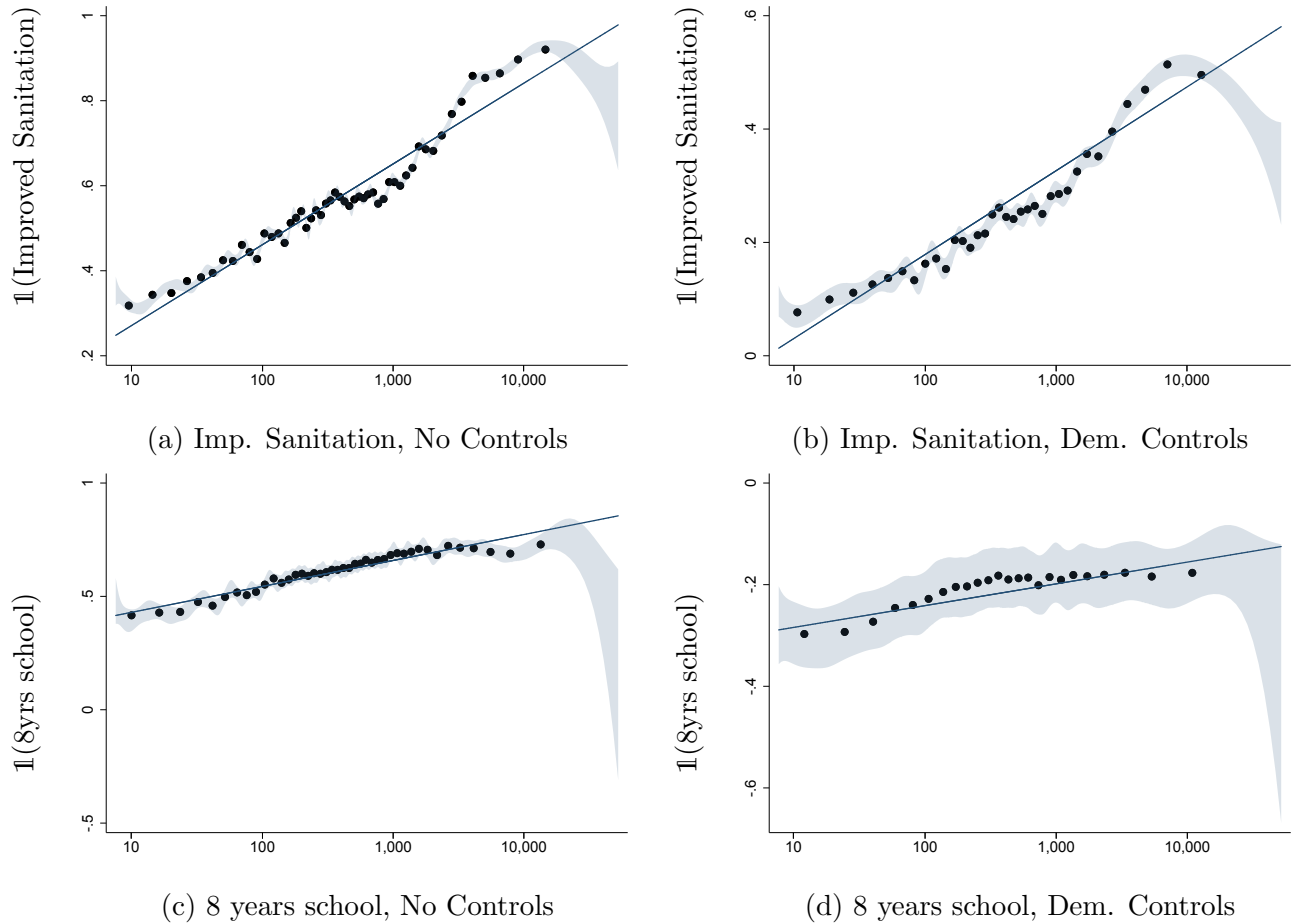 𝟙(Improved Sanitation)
1
.8
.6
.4
.2
10 100 1,000 10,000
(a) Imp. Sanitation, No Controls
𝟙(Improved Sanitation)
.6
.4
.2
0
10 100 1,000 10,000
(b) Imp. Sanitation, Dem. Controls
𝟙(8yrs school)
1
.5
0
-.5
10 100 1,000 10,000
(c) 8 years school, No Controls
𝟙(8yrs school)
0
-.2
-.4
-.6
10 100 1,000 10,000
(d) 8 years school, Dem. Controls